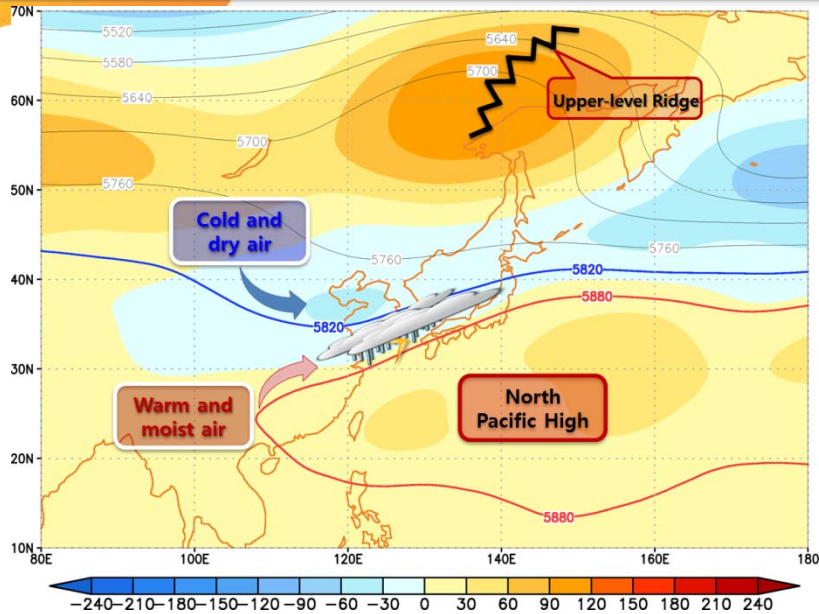 70N
5520
5640
5580
5700
5640
Upper-level Ridge
60N
5700
5760
50N
Cold and
dry air
5760
5760
40N
5820
5820
5880
30N
Warm and
moist air
North
Pacific High
20N
5880
10N
80E
100E
120E
140E
160E
180
−240
−210
−180
−150
−120
−90
−60
−30
0
30
60
90
120
150
180
210
240